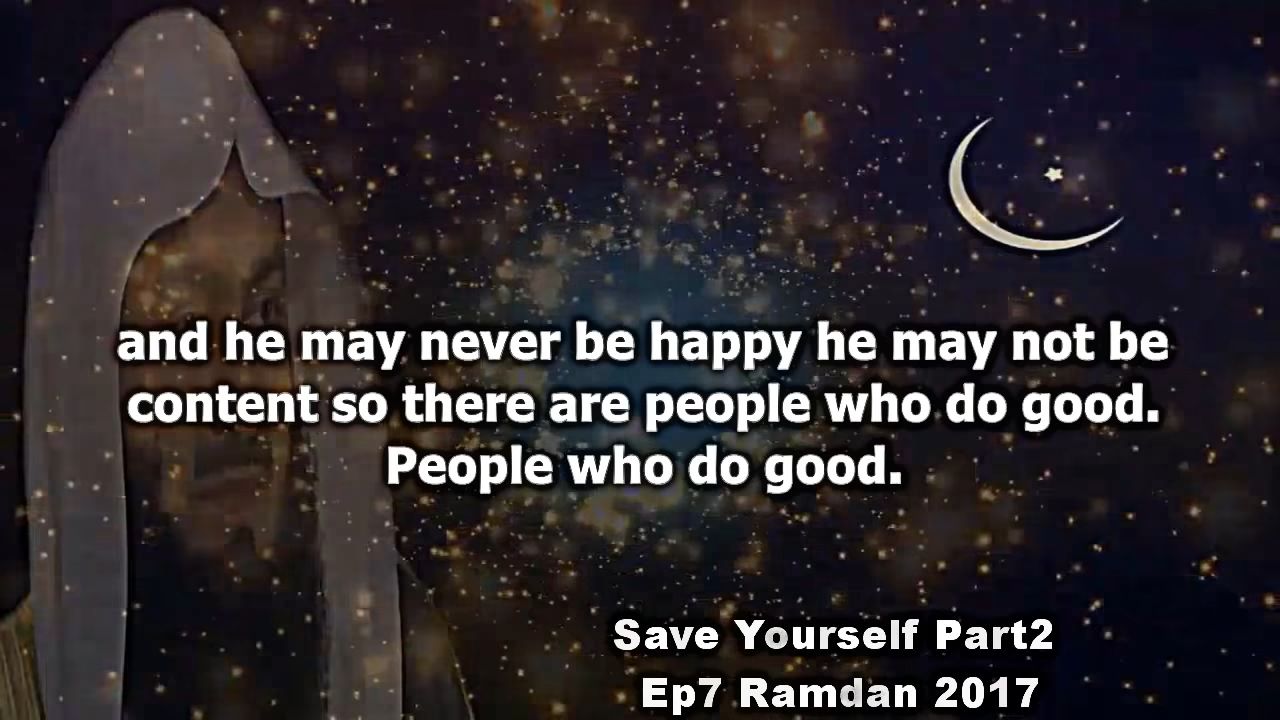 and he may never be happy he may not be
content so there are people who do good.
People who do good.
Save Yourself Part2
Ep7 Ramdan 2017